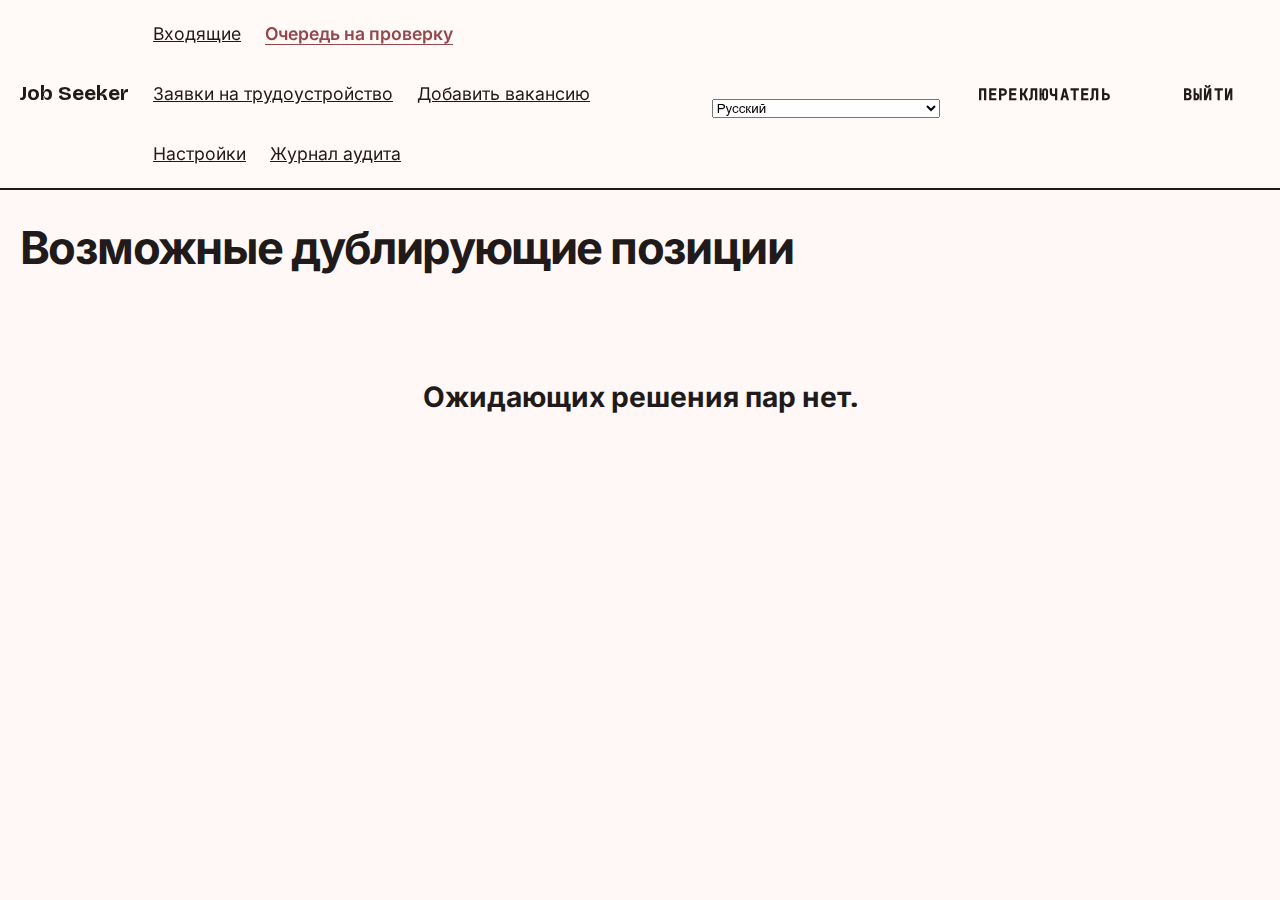 Входящие Очередь на проверку
Job Seeker Заявки на трудоустройство Добавить вакансию Русский ПЕРЕКЛЮЧАТЕЛЬ ВЫЙТИ
Настройки Журнал аудита
Возможные дублирующие позиции
Ожидающих решения пар нет.